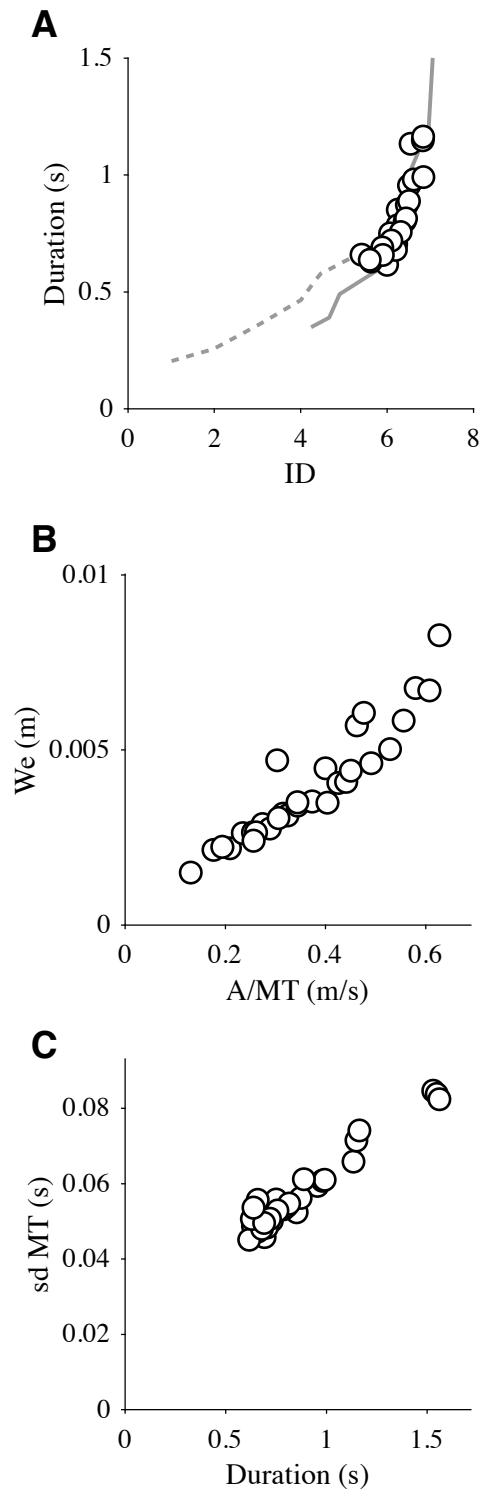 A
1.5
1
0.5
0
Duration (s)
0 2 4 6 8
ID
B
0.01
0.005
0
We (m)
0 0.2 0.4 0.6
A/MT (m/s)
C
0.08
0.06
0.04
0.02
0
sd MT (s)
0 0.5 1 1.5
Duration (s)